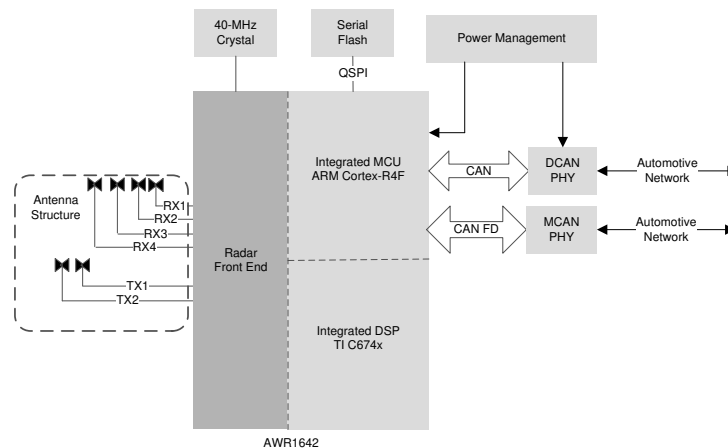 40-MHz
Crystal
Serial
Flash
Power Management
QSPI
Integrated MCU
ARM Cortex-R4F
CAN
DCAN
PHY
Automotive
Network
Antenna
Structure
RX1
RX2
RX3
RX4
CAN FD
MCAN
PHY
Automotive
Network
Radar
Front End
TX1
TX2
Integrated DSP
TI C674x
AWR1642